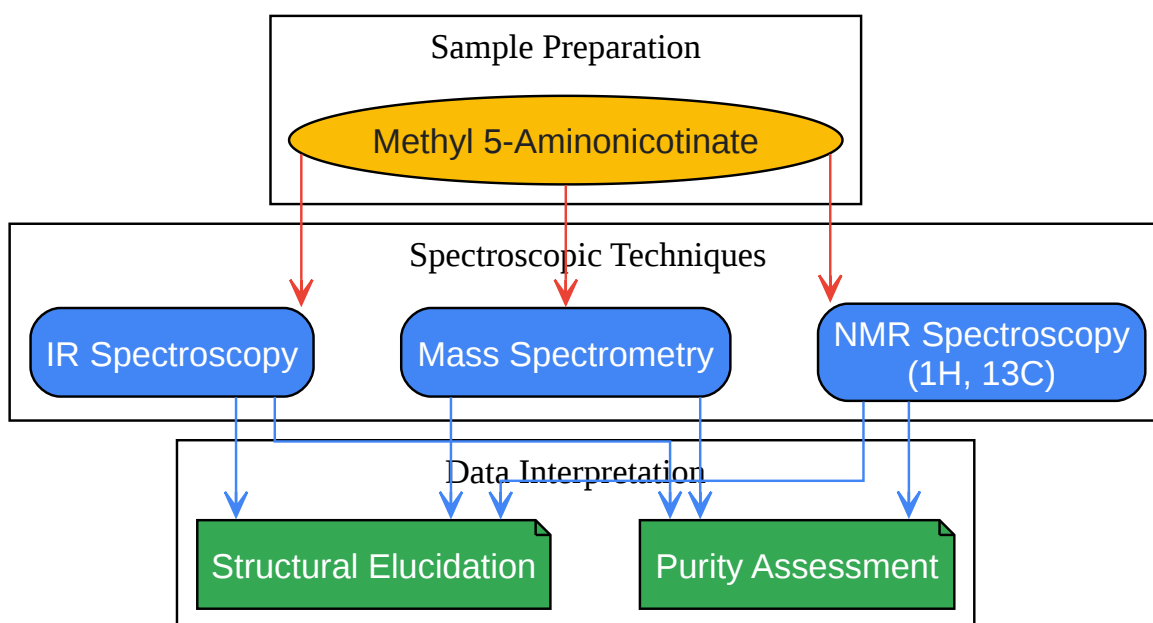 Sample Preparation
Methyl 5-Aminonicotinate
Spectroscopic Techniques
IR Spectroscopy
Mass Spectrometry
NMR Spectroscopy
(1H, 13C)
Data Interpretation
Structural Elucidation
Purity Assessment